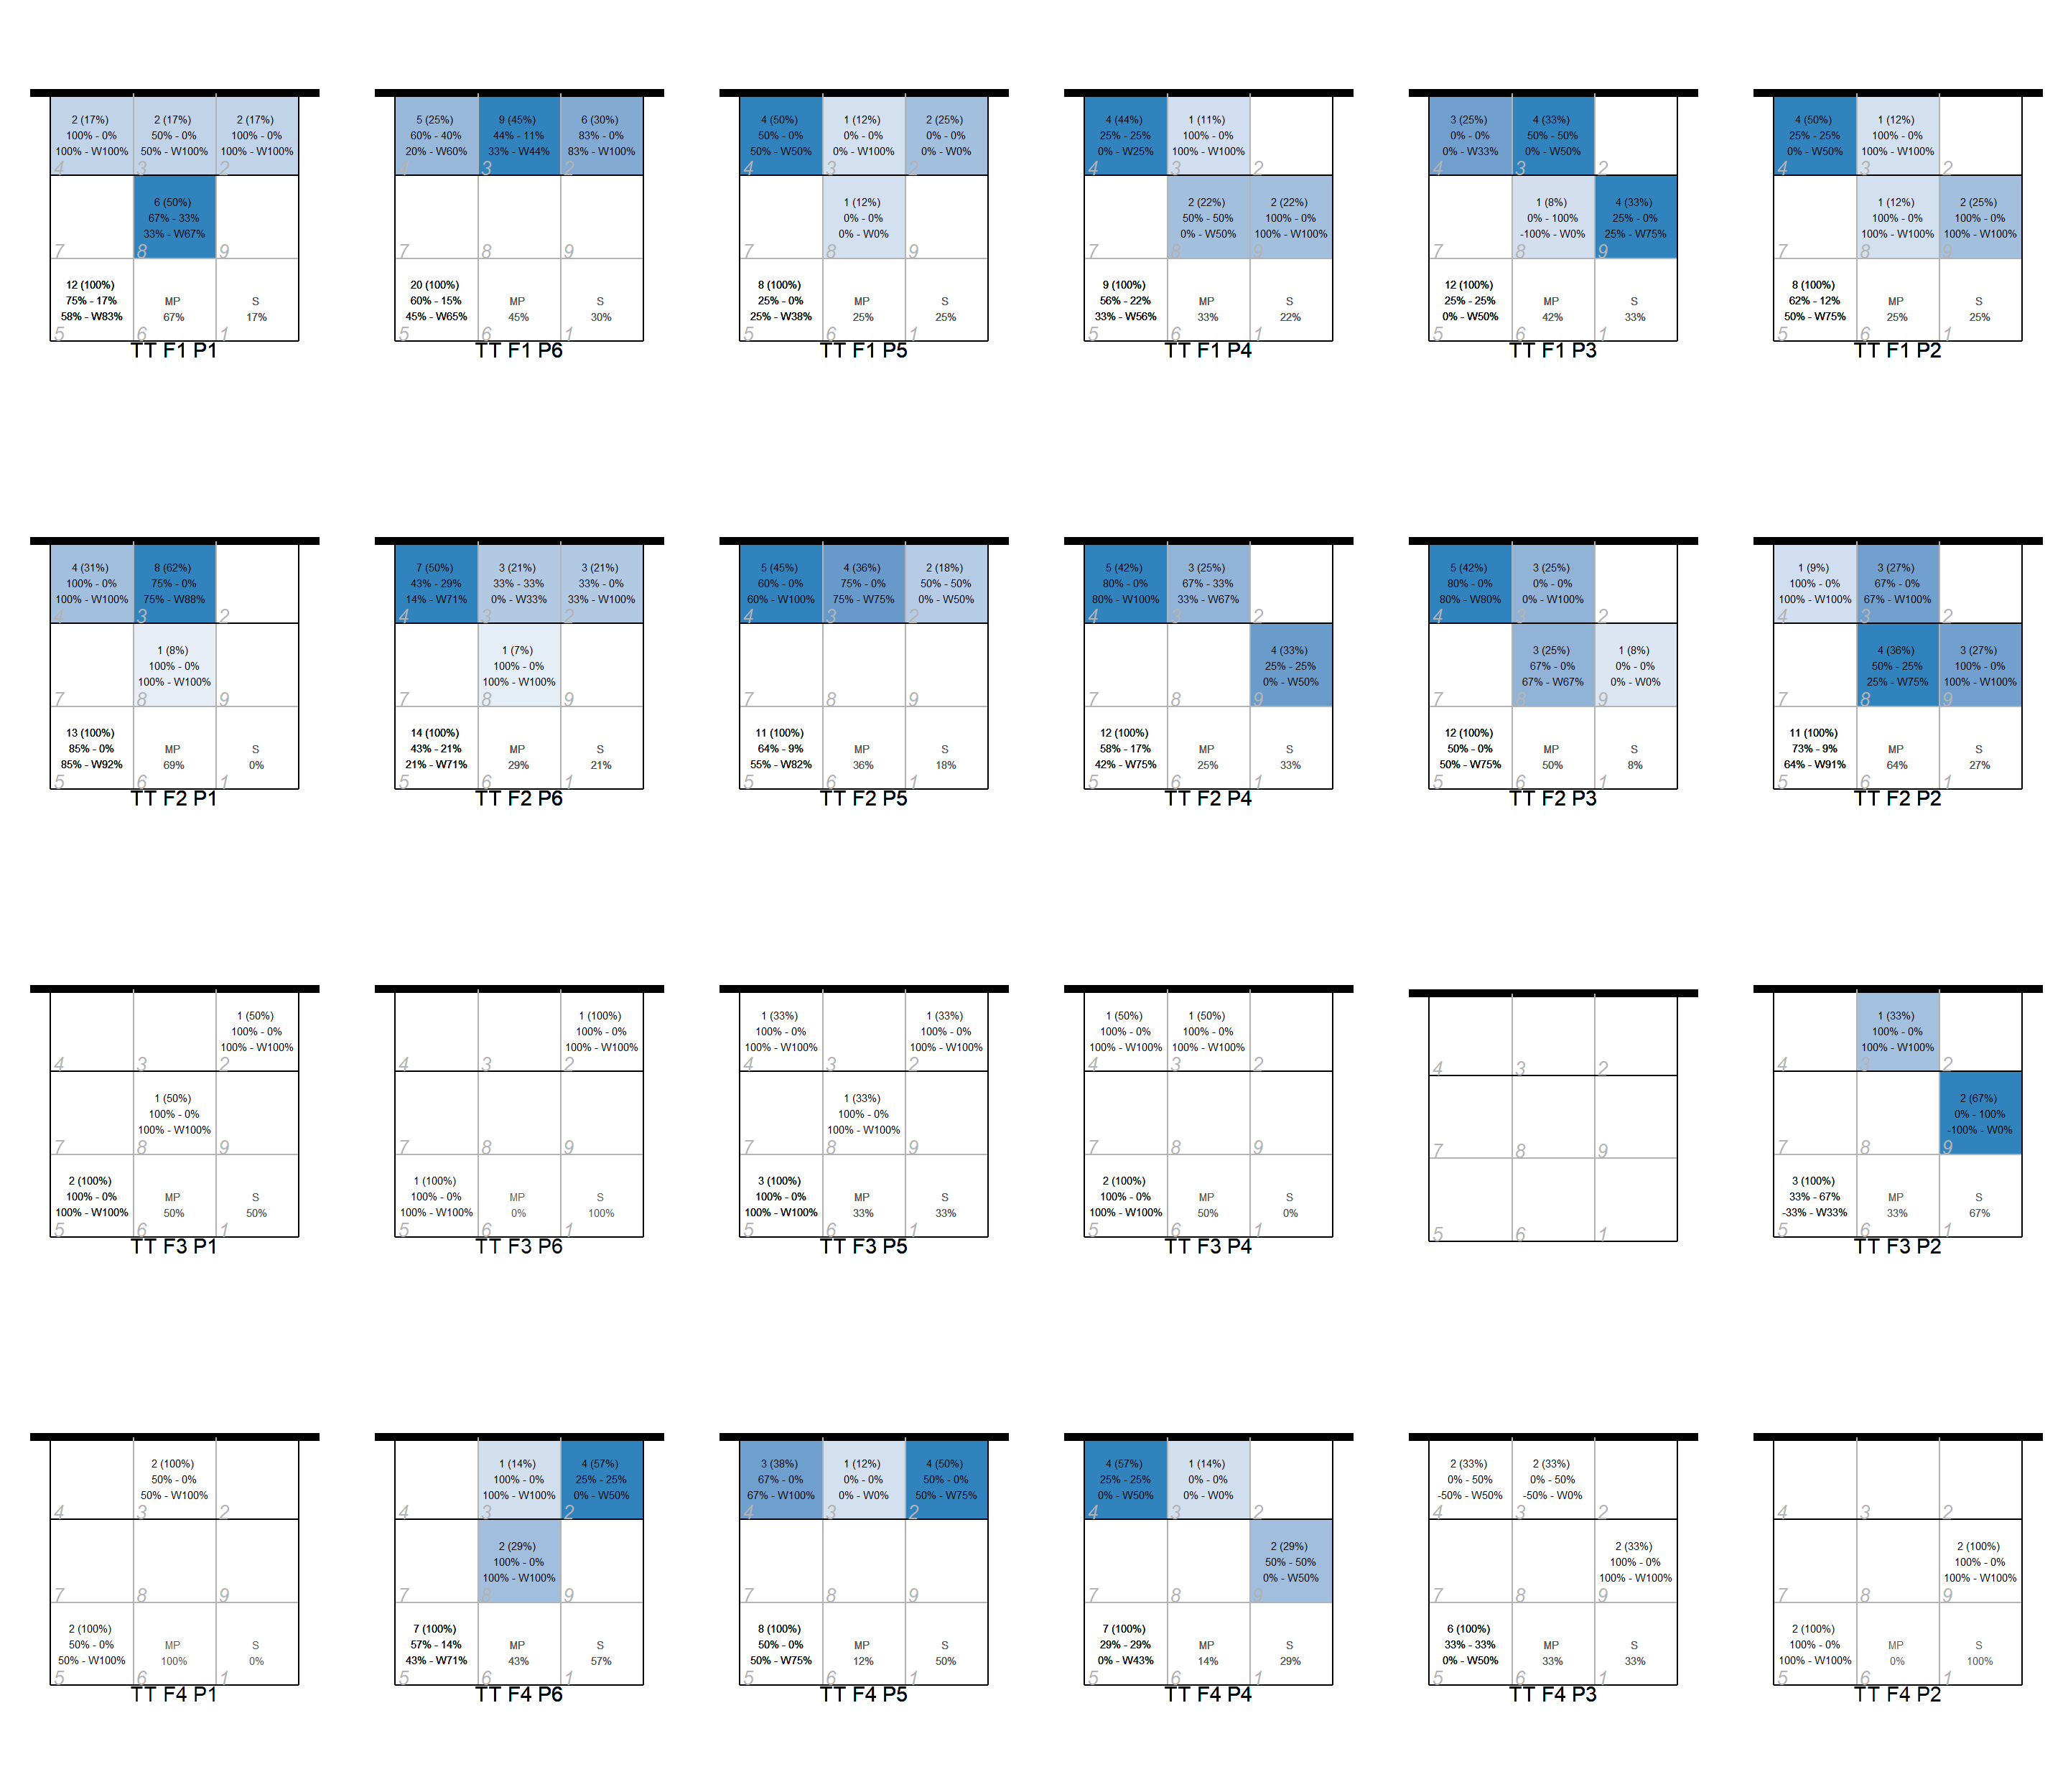 2 (17%)
100% - 0%
100% - W100%
4
2 (17%)
50% - 0%
50% - W100%
3
2 (17%)
100% - 0%
100% - W100%
2
7
6 (50%)
67% - 33%
33% - W67%
8
9
12 (100%)
75% - 17%
58% - W83%
5
MP
67%
6
S
17%
1
TT F1 P1
5 (25%)
60% - 40%
20% - W60%
4
9 (45%)
44% - 11%
33% - W44%
3
6 (30%)
83% - 0%
83% - W100%
2
7
8
9
20 (100%)
60% - 15%
45% - W65%
5
MP
45%
6
S
30%
1
TT F1 P6
4 (50%)
50% - 0%
50% - W50%
4
1 (12%)
0% - 0%
0% - W100%
3
2 (25%)
0% - 0%
0% - W0%
2
7
1 (12%)
0% - 0%
0% - W0%
8
9
8 (100%)
25% - 0%
25% - W38%
5
MP
25%
6
S
25%
1
TT F1 P5
4 (44%)
25% - 25%
0% - W25%
4
1 (11%)
100% - 0%
100% - W100%
3
2
7
2 (22%)
50% - 50%
0% - W50%
8
2 (22%)
100% - 0%
100% - W100%
9
9 (100%)
56% - 22%
33% - W56%
5
MP
33%
6
S
22%
1
TT F1 P4
3 (25%)
0% - 0%
0% - W33%
4
4 (33%)
50% - 50%
0% - W50%
3
2
7
1 (8%)
0% - 100%
-100% - W0%
8
4 (33%)
25% - 0%
25% - W75%
9
12 (100%)
25% - 25%
0% - W50%
5
MP
42%
6
S
33%
1
TT F1 P3
4 (50%)
25% - 25%
0% - W50%
4
1 (12%)
100% - 0%
100% - W100%
3
2
7
1 (12%)
100% - 0%
100% - W100%
8
2 (25%)
100% - 0%
100% - W100%
9
8 (100%)
62% - 12%
50% - W75%
5
MP
25%
6
S
25%
1
TT F1 P2
4 (31%)
100% - 0%
100% - W100%
4
8 (62%)
75% - 0%
75% - W88%
3
2
7
1 (8%)
100% - 0%
100% - W100%
8
9
13 (100%)
85% - 0%
85% - W92%
5
MP
69%
6
S
0%
1
TT F2 P1
7 (50%)
43% - 29%
14% - W71%
4
3 (21%)
33% - 33%
0% - W33%
3
3 (21%)
33% - 0%
33% - W100%
2
7
1 (7%)
100% - 0%
100% - W100%
8
9
14 (100%)
43% - 21%
21% - W71%
5
MP
29%
6
S
21%
1
TT F2 P6
5 (45%)
60% - 0%
60% - W100%
4
4 (36%)
75% - 0%
75% - W75%
3
2 (18%)
50% - 50%
0% - W50%
2
7
8
9
11 (100%)
64% - 9%
55% - W82%
5
MP
36%
6
S
18%
1
TT F2 P5
5 (42%)
80% - 0%
80% - W100%
4
3 (25%)
67% - 33%
33% - W67%
3
2
7
8
4 (33%)
25% - 25%
0% - W50%
9
12 (100%)
58% - 17%
42% - W75%
5
MP
25%
6
S
33%
1
TT F2 P4
5 (42%)
80% - 0%
80% - W80%
4
3 (25%)
0% - 0%
0% - W100%
3
2
7
3 (25%)
67% - 0%
67% - W67%
8
1 (8%)
0% - 0%
0% - W0%
9
12 (100%)
50% - 0%
50% - W75%
5
MP
50%
6
S
8%
1
TT F2 P3
1 (9%)
100% - 0%
100% - W100%
4
3 (27%)
67% - 0%
67% - W100%
3
2
7
4 (36%)
50% - 25%
25% - W75%
8
3 (27%)
100% - 0%
100% - W100%
9
11 (100%)
73% - 9%
64% - W91%
5
MP
64%
6
S
27%
1
TT F2 P2
4
3
1 (50%)
100% - 0%
100% - W100%
2
7
1 (50%)
100% - 0%
100% - W100%
8
9
2 (100%)
100% - 0%
100% - W100%
5
MP
50%
6
S
50%
1
TT F3 P1
4
3
1 (100%)
100% - 0%
100% - W100%
2
7
8
9
1 (100%)
100% - 0%
100% - W100%
5
MP
0%
6
S
100%
1
TT F3 P6
1 (33%)
100% - 0%
100% - W100%
4
3
1 (33%)
100% - 0%
100% - W100%
2
7
1 (33%)
100% - 0%
100% - W100%
8
9
3 (100%)
100% - 0%
100% - W100%
5
MP
33%
6
S
33%
1
TT F3 P5
1 (50%)
100% - 0%
100% - W100%
4
1 (50%)
100% - 0%
100% - W100%
3
2
7
8
9
2 (100%)
100% - 0%
100% - W100%
5
MP
50%
6
S
0%
1
TT F3 P4
4
3
2
7
8
9
5
6
1
4
1 (33%)
100% - 0%
100% - W100%
3
2
7
8
2 (67%)
0% - 100%
-100% - W0%
9
3 (100%)
33% - 67%
-33% - W33%
5
MP
33%
6
S
67%
1
TT F3 P2
4
2 (100%)
50% - 0%
50% - W100%
3
2
7
8
9
2 (100%)
50% - 0%
50% - W100%
5
MP
100%
6
S
0%
1
TT F4 P1
4
1 (14%)
100% - 0%
100% - W100%
3
4 (57%)
25% - 25%
0% - W50%
2
7
2 (29%)
100% - 0%
100% - W100%
8
9
7 (100%)
57% - 14%
43% - W71%
5
MP
43%
6
S
57%
1
TT F4 P6
3 (38%)
67% - 0%
67% - W100%
4
1 (12%)
0% - 0%
0% - W0%
3
4 (50%)
50% - 0%
50% - W75%
2
7
8
9
8 (100%)
50% - 0%
50% - W75%
5
MP
12%
6
S
50%
1
TT F4 P5
4 (57%)
25% - 25%
0% - W50%
4
1 (14%)
0% - 0%
0% - W0%
3
2
7
8
2 (29%)
50% - 50%
0% - W50%
9
7 (100%)
29% - 29%
0% - W43%
5
MP
14%
6
S
29%
1
TT F4 P4
2 (33%)
0% - 50%
-50% - W50%
4
2 (33%)
0% - 50%
-50% - W0%
3
2
7
8
2 (33%)
100% - 0%
100% - W100%
9
6 (100%)
33% - 33%
0% - W50%
5
MP
33%
6
S
33%
1
TT F4 P3
4
3
2
7
8
2 (100%)
100% - 0%
100% - W100%
9
2 (100%)
100% - 0%
100% - W100%
5
MP
0%
6
S
100%
1
TT F4 P2